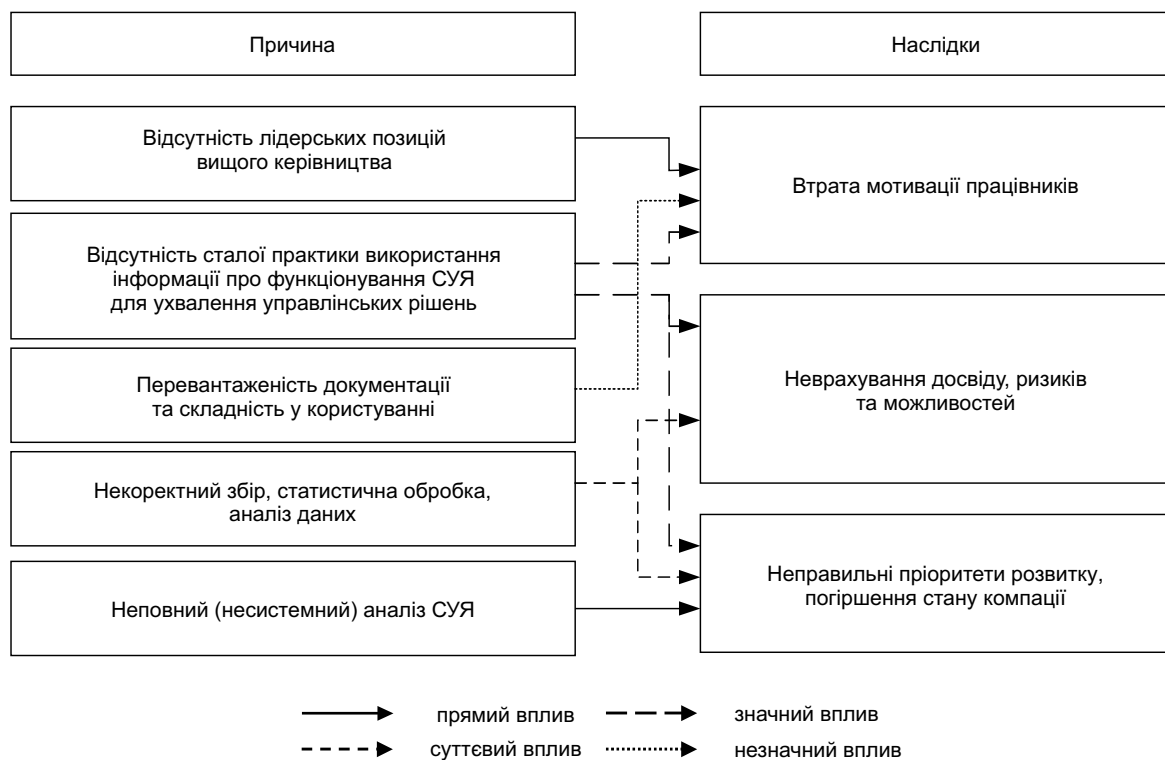 Причина
Наслідки
Відсутність лідерських позицій
вищого керівництва
Втрата мотивації працівників
Відсутність сталої практики використання
інформації про функціонування СУЯ
для ухвалення управлінських рішень
Перевантаженість документації
та складність у користуванні
Неврахування досвіду, ризиків
та можливостей
Некоректний збір, статистична обробка,
аналіз даних
Неповний (несистемний) аналіз СУЯ
Неправильні пріоритети розвитку,
погіршення стану компації
прямий вплив
значний вплив
суттєвий вплив
незначний вплив